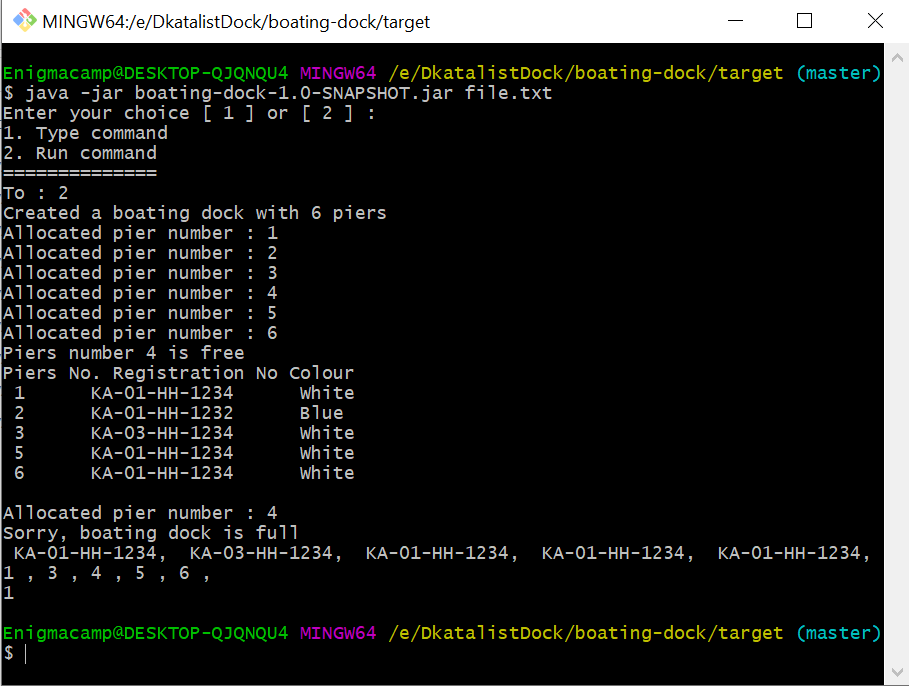 MINGW64:/e/DkatalistDock/boating-dock/target
Enigmacamp@DESKTOP-QJQNQU4 MINGW64 /e/DkatalistDock/boating-dock/target (master)
$ java -jar boating-dock-1.0-SNAPSHOT.jar file.txt
Enter your choice [ 1 ] or [ 2 ] :
1. Type command
2. Run command
==============
To : 2
Created a boating dock with 6 piers
Allocated pier number : 1
Allocated pier number : 2
Allocated pier number : 3
Allocated pier number : 4
Allocated pier number : 5
Allocated pier number : 6
Piers number 4 is free
Piers No. Registration No Colour
 1      KA-01-HH-1234      White
 2      KA-01-HH-1232      Blue
 3      KA-03-HH-1234      White
 5      KA-01-HH-1234      White
 6      KA-01-HH-1234      White
Allocated pier number : 4
Sorry, boating dock is full
 KA-01-HH-1234,  KA-03-HH-1234,  KA-01-HH-1234,  KA-01-HH-1234,  KA-01-HH-1234,
1 , 3 , 4 , 5 , 6 ,
1
Enigmacamp@DESKTOP-QJQNQU4 MINGW64 /e/DkatalistDock/boating-dock/target (master)
$